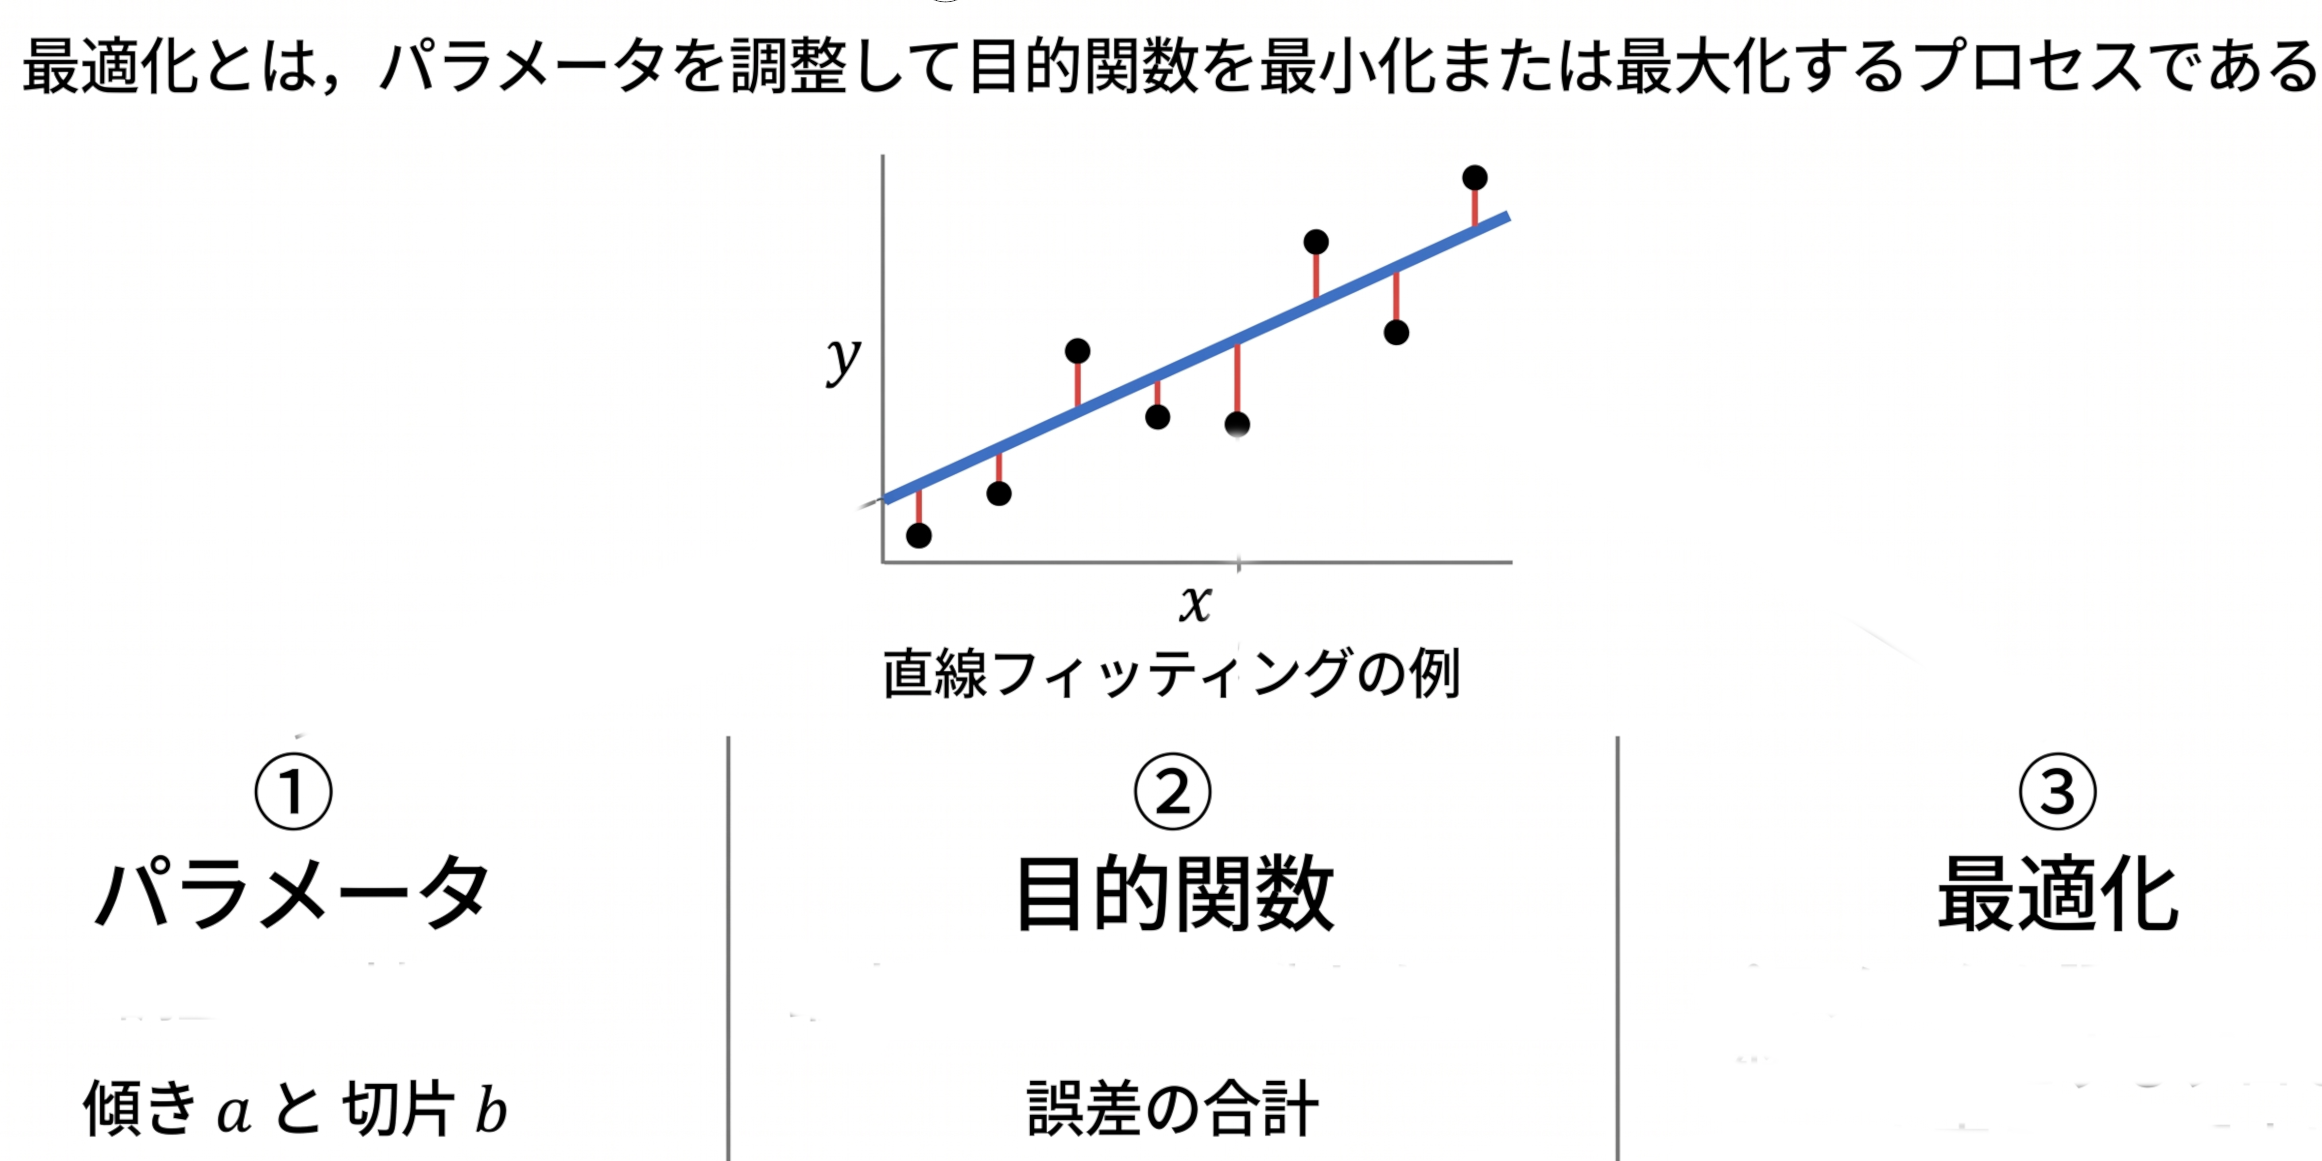 最適化とは，パラメータを調整して目的関数を最小化または最大化するプロセスである
y
x
直線フィッティングの例
①
パラメータ
傾き a と 切片 b
②
目的関数
誤差の合計
③
最適化